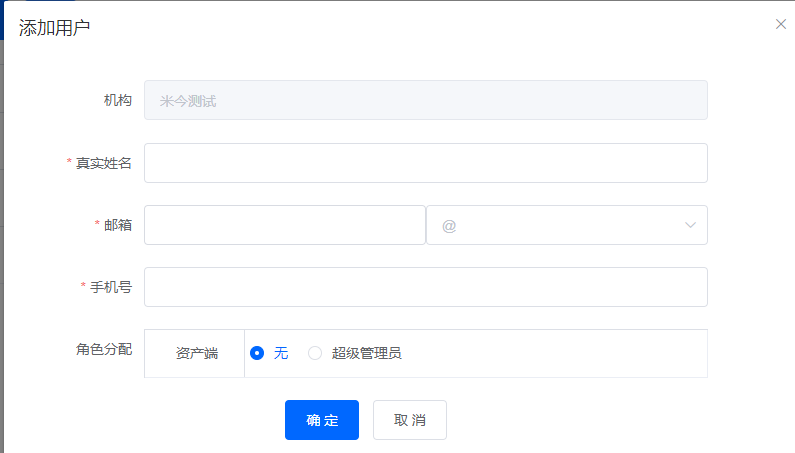 添加用户
机构 米今测试
* 真实姓名
* 邮箱 @
* 手机号
角色分配 资产端 无 超级管理员
确 定 取 消